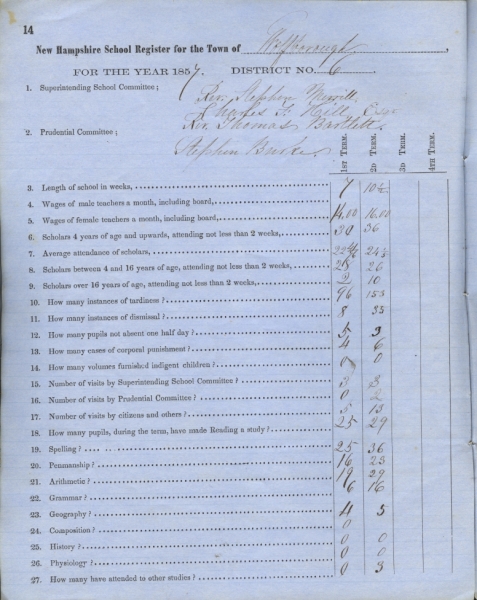 14
New Hampshire School Register for the Town of Wolfborough,
FOR THE YEAR 1857, DISTRICT No. 6
1. Superintending School Committee;
Rev. Stephen Merrill
Charles F. Hill, Esqr
Rev. Thomas Bartlett.
2. Prudential Committee;
Stephen Burke.
1ST TERM. 2D TERM. 3D TERM. 4TH TERM.
3. Length of school in weeks, 7 10½
4. Wages of male teachers a month, including board,
5. Wages of female teachers a month, including board, 14.00 16.00
6. Scholars 4 years of age and upwards, attending not less than 2 weeks, 30 36
7. Average attendance of scholars,
8. Scholars between 4 and 16 years of age, attending not less than 2 weeks, 28 26
9. Scholars over 16 years of age, attending not less than 2 weeks, 2 10
10. How many instances of tardiness? 96 153
11. How many instances of dismissal? 8 35
12. How many pupils not absent one half day? 5 3
13. How many cases of corporal punishment? 4 6
14. How many volumes furnished indigent children? 0 0
15. Number of visits by Superintending School Committee? 3 3
16. Number of visits by Prudential Committee? 0 2
17. Number of visits by citizens and others? 5 13
18. How many pupils, during the term, have made Reading a study? 25 29
19. Spelling? 25 36
20. Penmanship? 16 23
21. Arithmetic? 19 29
22. Grammar? 6 16
23. Geography? 4 5
24. Composition? 0
25. History? 0 0
26. Physiology? 0 0
27. How many have attended to other studies? 0 3